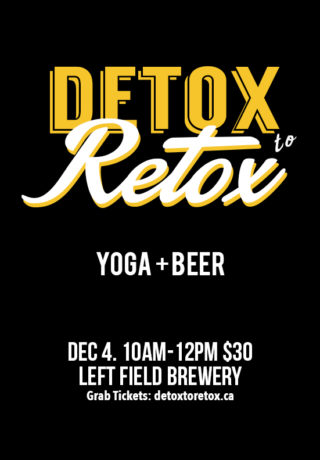 DETOX
to
Retox
YOGA + BEER
DEC 4. 10AM-12PM $30
LEFT FIELD BREWERY
Grab Tickets: detoxtoretox.ca